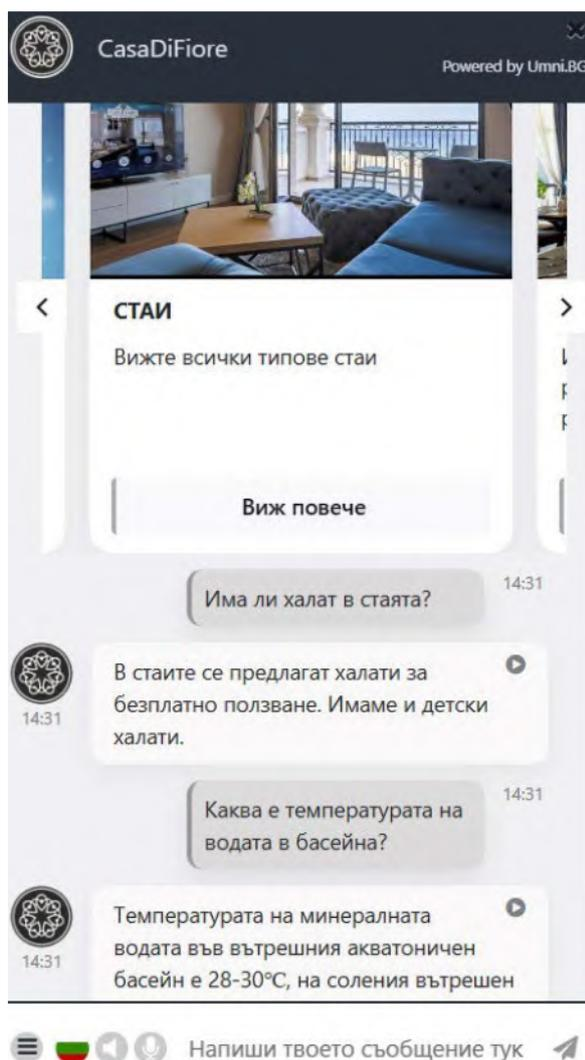 CasaDiFiore
Powered by Umni.BG
СТАИ
Вижте всички типове стаи
Виж повече
14:31
Има ли халат в стаята?
В стаите се предлагат халати за
безплатно ползване. Имаме и детски
халати.
14:31
14:31
Каква е температурата на
водата в басейна?
Температурата на минералната
водата във вътрешния акватоничен
басейн е 28-30°C, на соления вътрешен
14:31
Напиши твоето съобщение тук